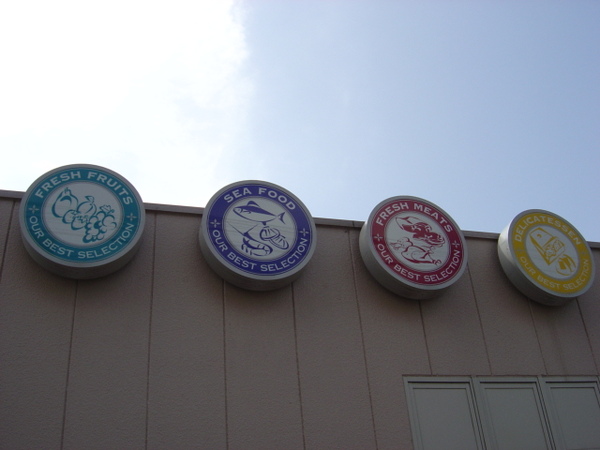 FRESH FRUITS
OUR BEST SELECTION
SEA FOOD
OUR BEST SELECTION
FRESH MEATS
OUR BEST SELECTION
DELICATESSEN
OUR BEST SELECTION